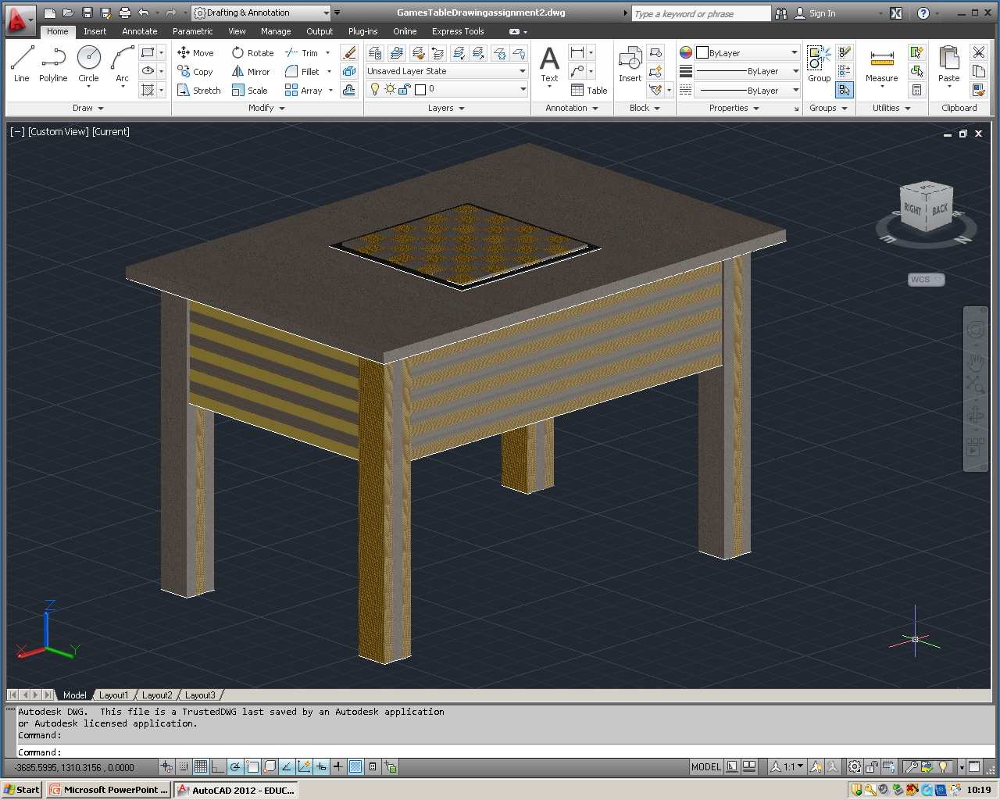 Drafting & Annotation
GamesTableDrawingassignment2.dwg
Type a keyword or phrase
Sign In
Home Insert Annotate Parametric View Manage Output Plug-ins Online Express Tools
Line Polyline Circle Arc
Move Rotate Trim
Copy Mirror Fillet
Stretch Scale Array
Unsaved Layer State
0
Text
Table
Insert
ByLayer
ByLayer
ByLayer
Group
Measure
Paste
Draw Modify Layers Annotation Block Properties Groups Utilities Clipboard
[−] [Custom View] [Current]
RIGHT BACK
WCS
Z
X Y
Model Layout1 Layout2 Layout3
Autodesk DWG. This file is a TrustedDWG last saved by an Autodesk application
or Autodesk licensed application.
Command:
Command:
-3685.5995, 1310.3156 , 0.0000
MODEL
1:1
Start
Microsoft PowerPoint ...
AutoCAD 2012 - EDUC...
10:19